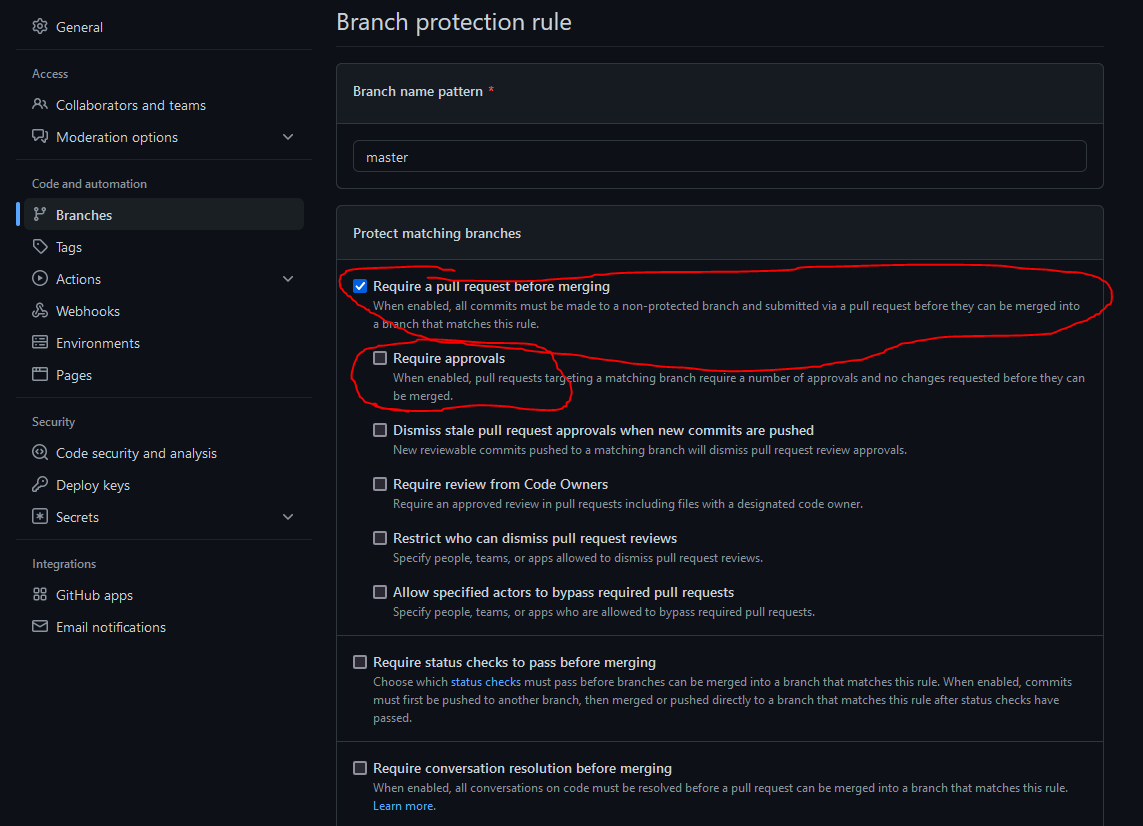 General
Access
Collaborators and teams
Moderation options
Code and automation
Branches
Tags
Actions
Webhooks
Environments
Pages
Security
Code security and analysis
Deploy keys
Secrets
Integrations
GitHub apps
Email notifications
Branch protection rule
Branch name pattern *
master
Protect matching branches
Require a pull request before merging
When enabled, all commits must be made to a non-protected branch and submitted via a pull request before they can be merged into
a branch that matches this rule.
Require approvals
When enabled, pull requests targeting a matching branch require a number of approvals and no changes requested before they can
be merged.
Dismiss stale pull request approvals when new commits are pushed
New reviewable commits pushed to a matching branch will dismiss pull request review approvals.
Require review from Code Owners
Require an approved review in pull requests including files with a designated code owner.
Restrict who can dismiss pull request reviews
Specify people, teams, or apps allowed to dismiss pull request reviews.
Allow specified actors to bypass required pull requests
Specify people, teams, or apps who are allowed to bypass required pull requests.
Require status checks to pass before merging
Choose which status checks must pass before branches can be merged into a branch that matches this rule. When enabled, commits
must first be pushed to another branch, then merged or pushed directly to a branch that matches this rule after status checks have
passed.
Require conversation resolution before merging
When enabled, all conversations on code must be resolved before a pull request can be merged into a branch that matches this rule.
Learn more.